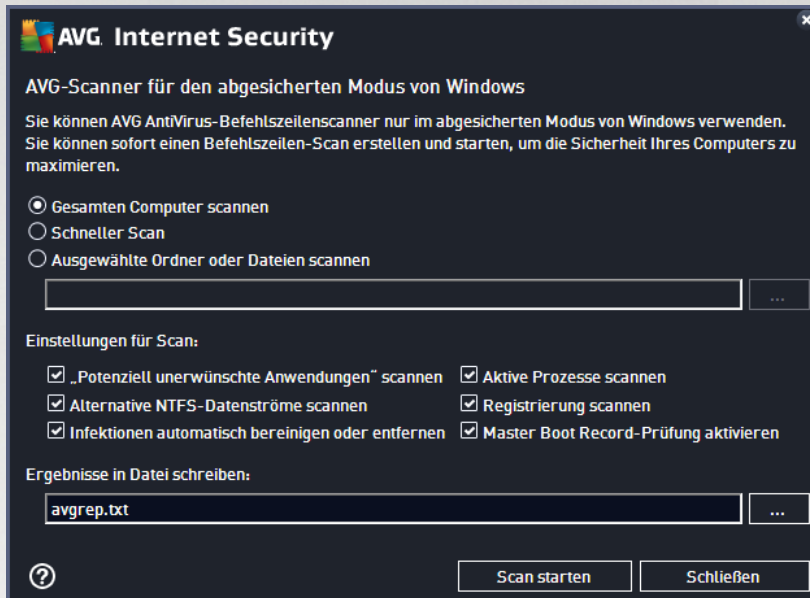 AVG Internet Security
AVG-Scanner für den abgesicherten Modus von Windows
Sie können AVG AntiVirus-Befehlszeilenscanner nur im abgesicherten Modus von Windows verwenden.
Sie können sofort einen Befehlszeilen-Scan erstellen und starten, um die Sicherheit Ihres Computers zu
maximieren.
Gesamten Computer scannen
Schneller Scan
Ausgewählte Ordner oder Dateien scannen
...
Einstellungen für Scan:
„Potenziell unerwünschte Anwendungen“ scannen
Aktive Prozesse scannen
Alternative NTFS-Datenströme scannen
Registrierung scannen
Infektionen automatisch bereinigen oder entfernen
Master Boot Record-Prüfung aktivieren
Ergebnisse in Datei schreiben:
avgrep.txt
...
?
Scan starten
Schließen